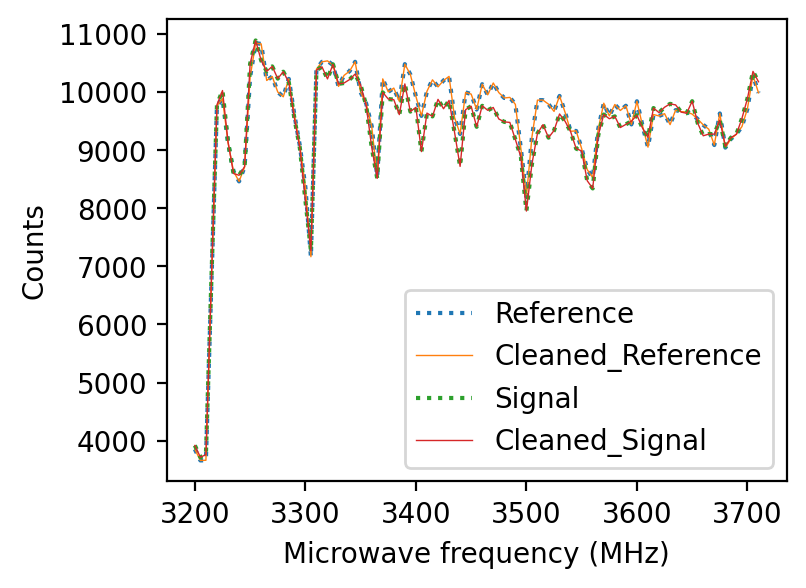 11000
10000
9000
8000
7000
6000
5000
4000
Counts
3200 3300 3400 3500 3600 3700
Microwave frequency (MHz)
Reference
Cleaned_Reference
Signal
Cleaned_Signal